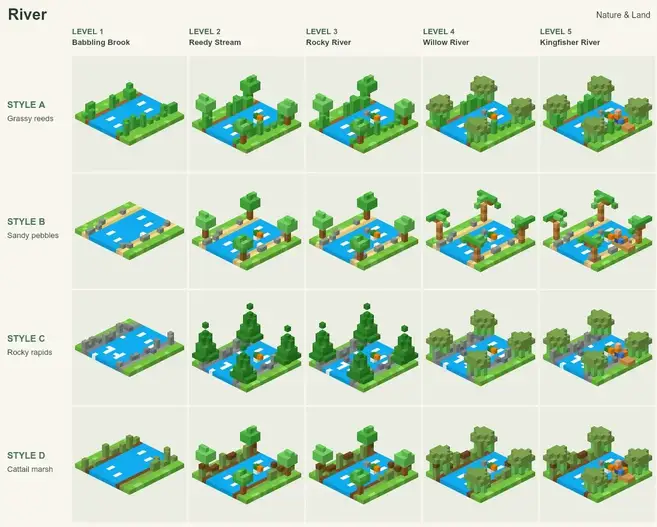 River
Nature & Land
LEVEL 1
Babbling Brook
LEVEL 2
Reedy Stream
LEVEL 3
Rocky River
LEVEL 4
Willow River
LEVEL 5
Kingfisher River
STYLE A
Grassy reeds
STYLE B
Sandy pebbles
STYLE C
Rocky rapids
STYLE D
Cattail marsh